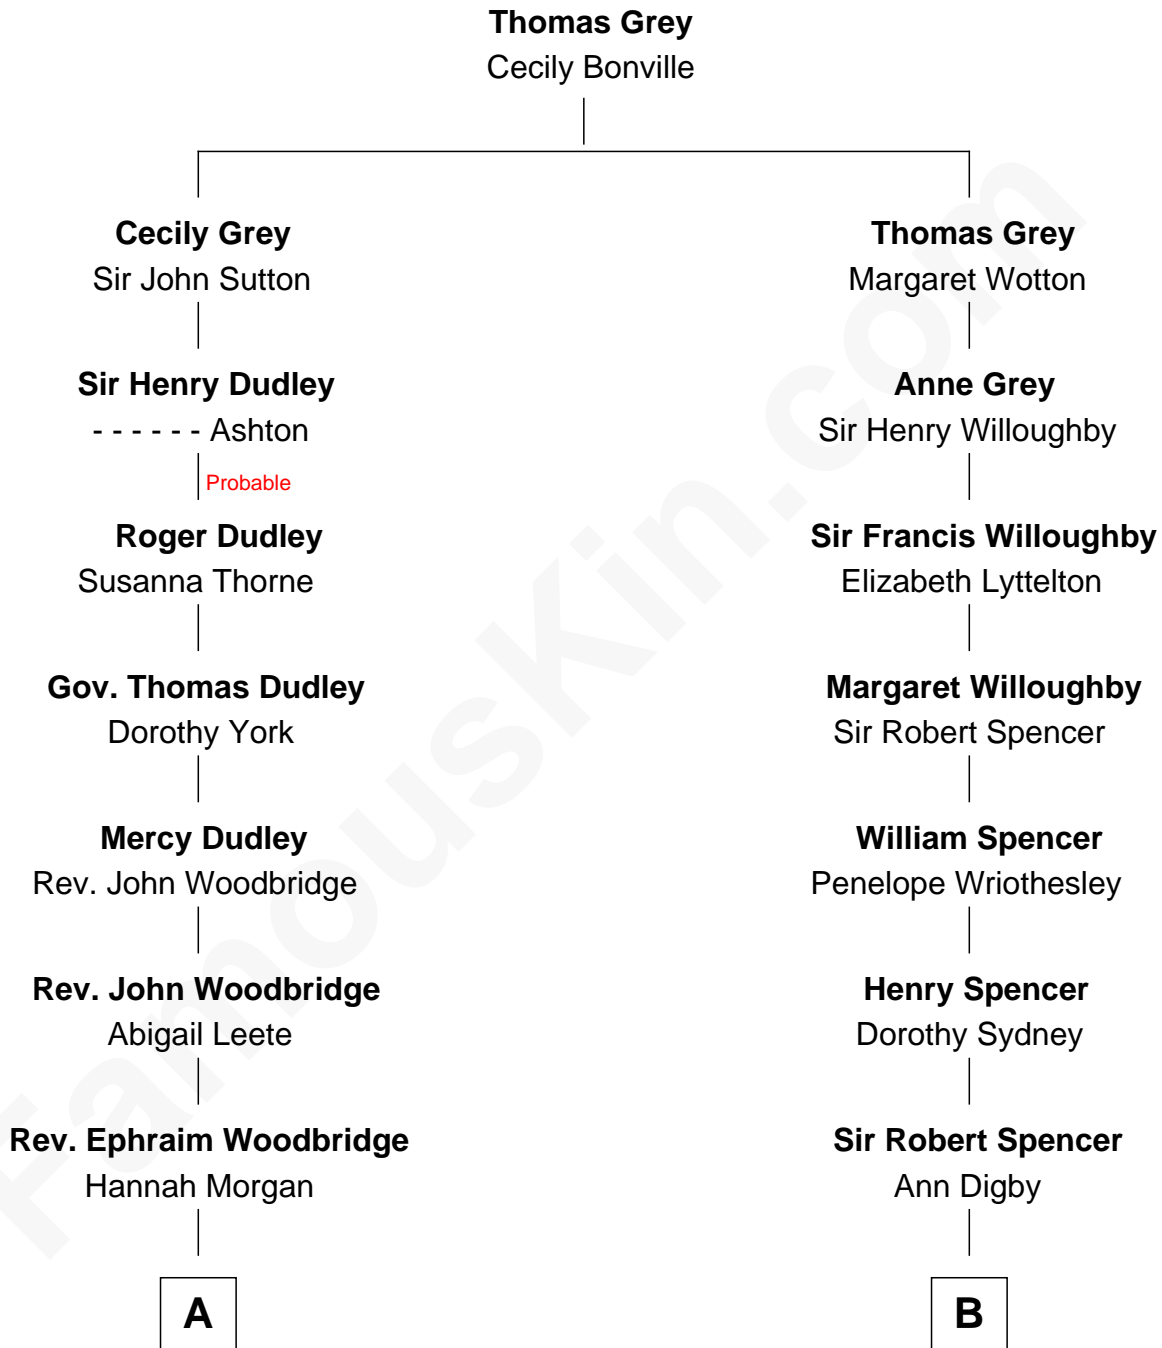 Thomas Grey
Cecily Bonville
Cecily Grey
Sir John Sutton
Thomas Grey
Margaret Wotton
Sir Henry Dudley
- - - - - - Ashton
Anne Grey
Sir Henry Willoughby
Probable
Roger Dudley
Susanna Thorne
Sir Francis Willoughby
Elizabeth Lyttelton
Gov. Thomas Dudley
Dorothy York
Margaret Willoughby
Sir Robert Spencer
Mercy Dudley
Rev. John Woodbridge
William Spencer
Penelope Wriothesley
Rev. John Woodbridge
Abigail Leete
Henry Spencer
Dorothy Sydney
Rev. Ephraim Woodbridge
Hannah Morgan
Sir Robert Spencer
Ann Digby
A
B
FamousKin.com